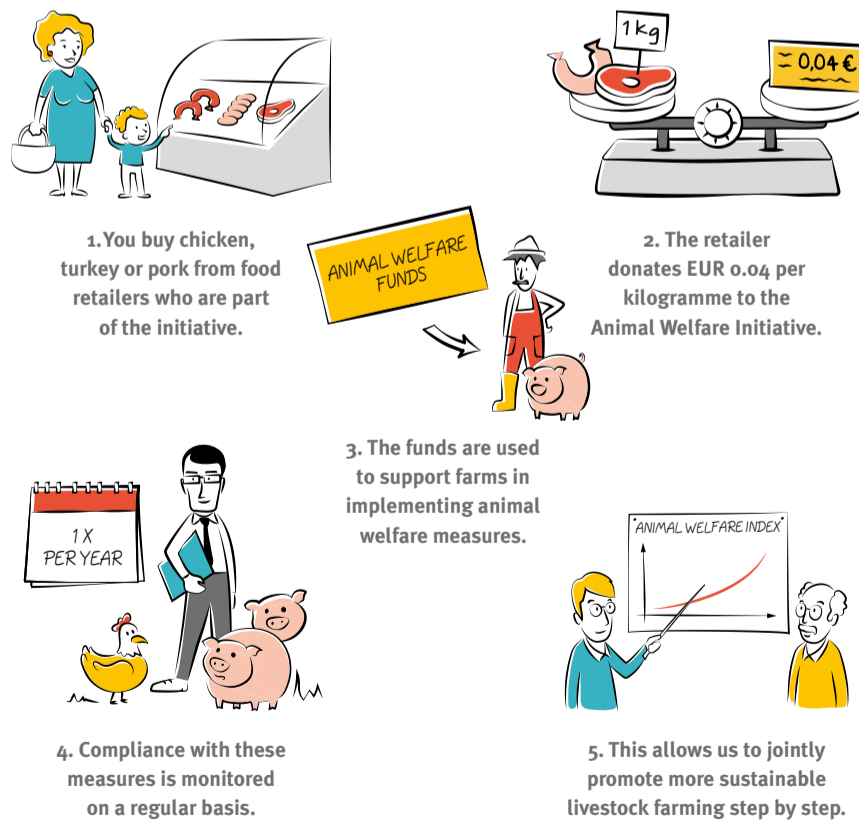 1 Kg
= 0,04 €
1. You buy chicken,
turkey or pork from food
retailers who are part
of the initiative.
2. The retailer
donates EUR 0.04 per
kilogramme to the
Animal Welfare Initiative.
ANIMAL WELFARE
FUNDS
3. The funds are used
to support farms in
implementing animal
welfare measures.
1 X
PER YEAR
4. Compliance with these
measures is monitored
on a regular basis.
ANIMAL WELFARE INDEX
5. This allows us to jointly
promote more sustainable
livestock farming step by step.